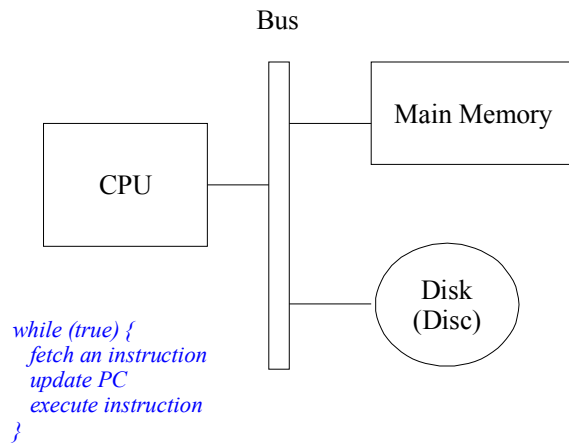 Bus
Main Memory
CPU
Disk
(Disc)
while (true) {
fetch an instruction
update PC
execute instruction
}